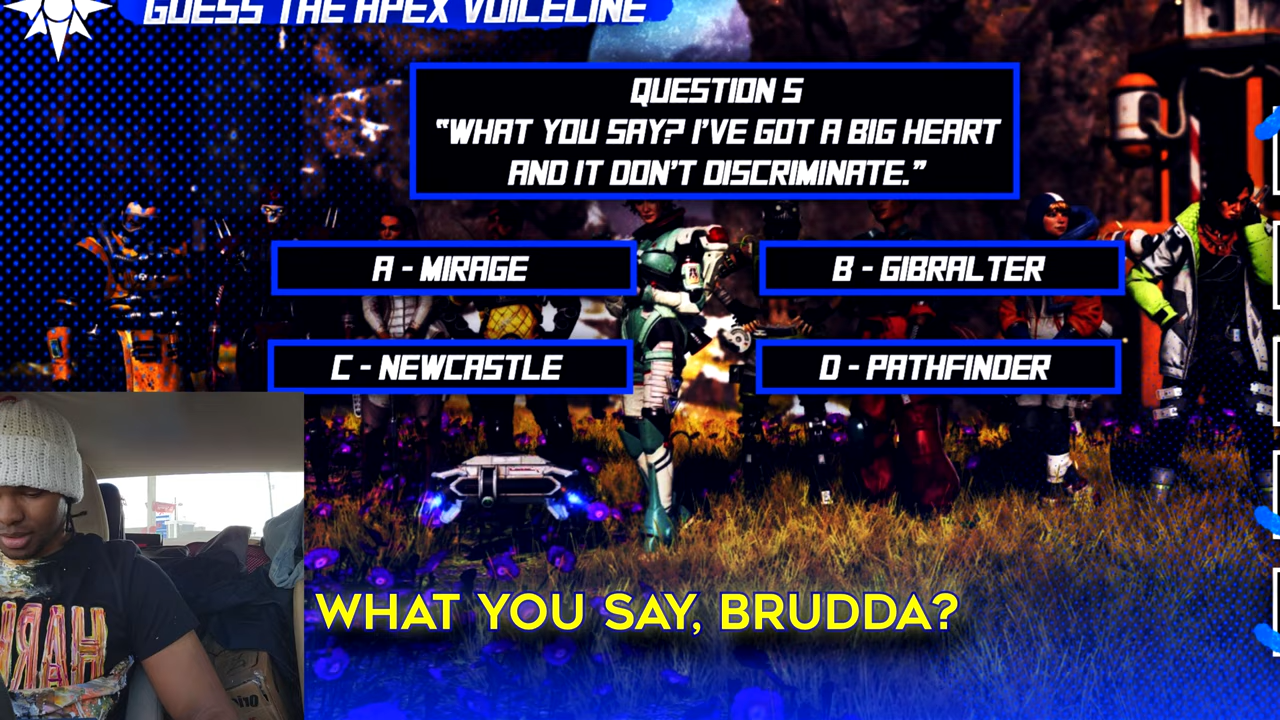 GUESS THE APEX VOICELINE
QUESTION 5
"WHAT YOU SAY? I'VE GOT A BIG HEART
AND IT DON'T DISCRIMINATE."
A - MIRAGE
B - GIBRALTER
C - NEWCASTLE
D - PATHFINDER
WHAT YOU SAY, BRUDDA?